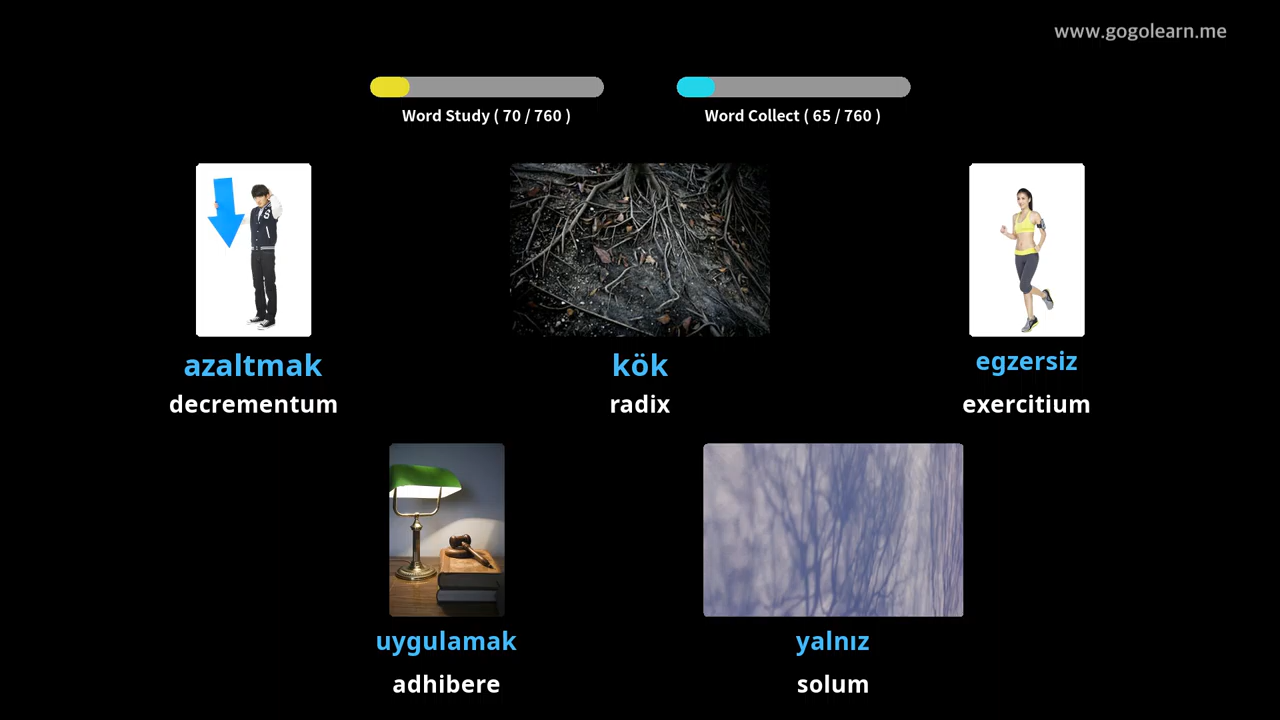 www.gogolearn.me
Word Study ( 70 / 760 )
Word Collect ( 65 / 760 )
azaltmak
decrementum
kök
radix
egzersiz
exercitium
uygulamak
adhibere
yalnız
solum